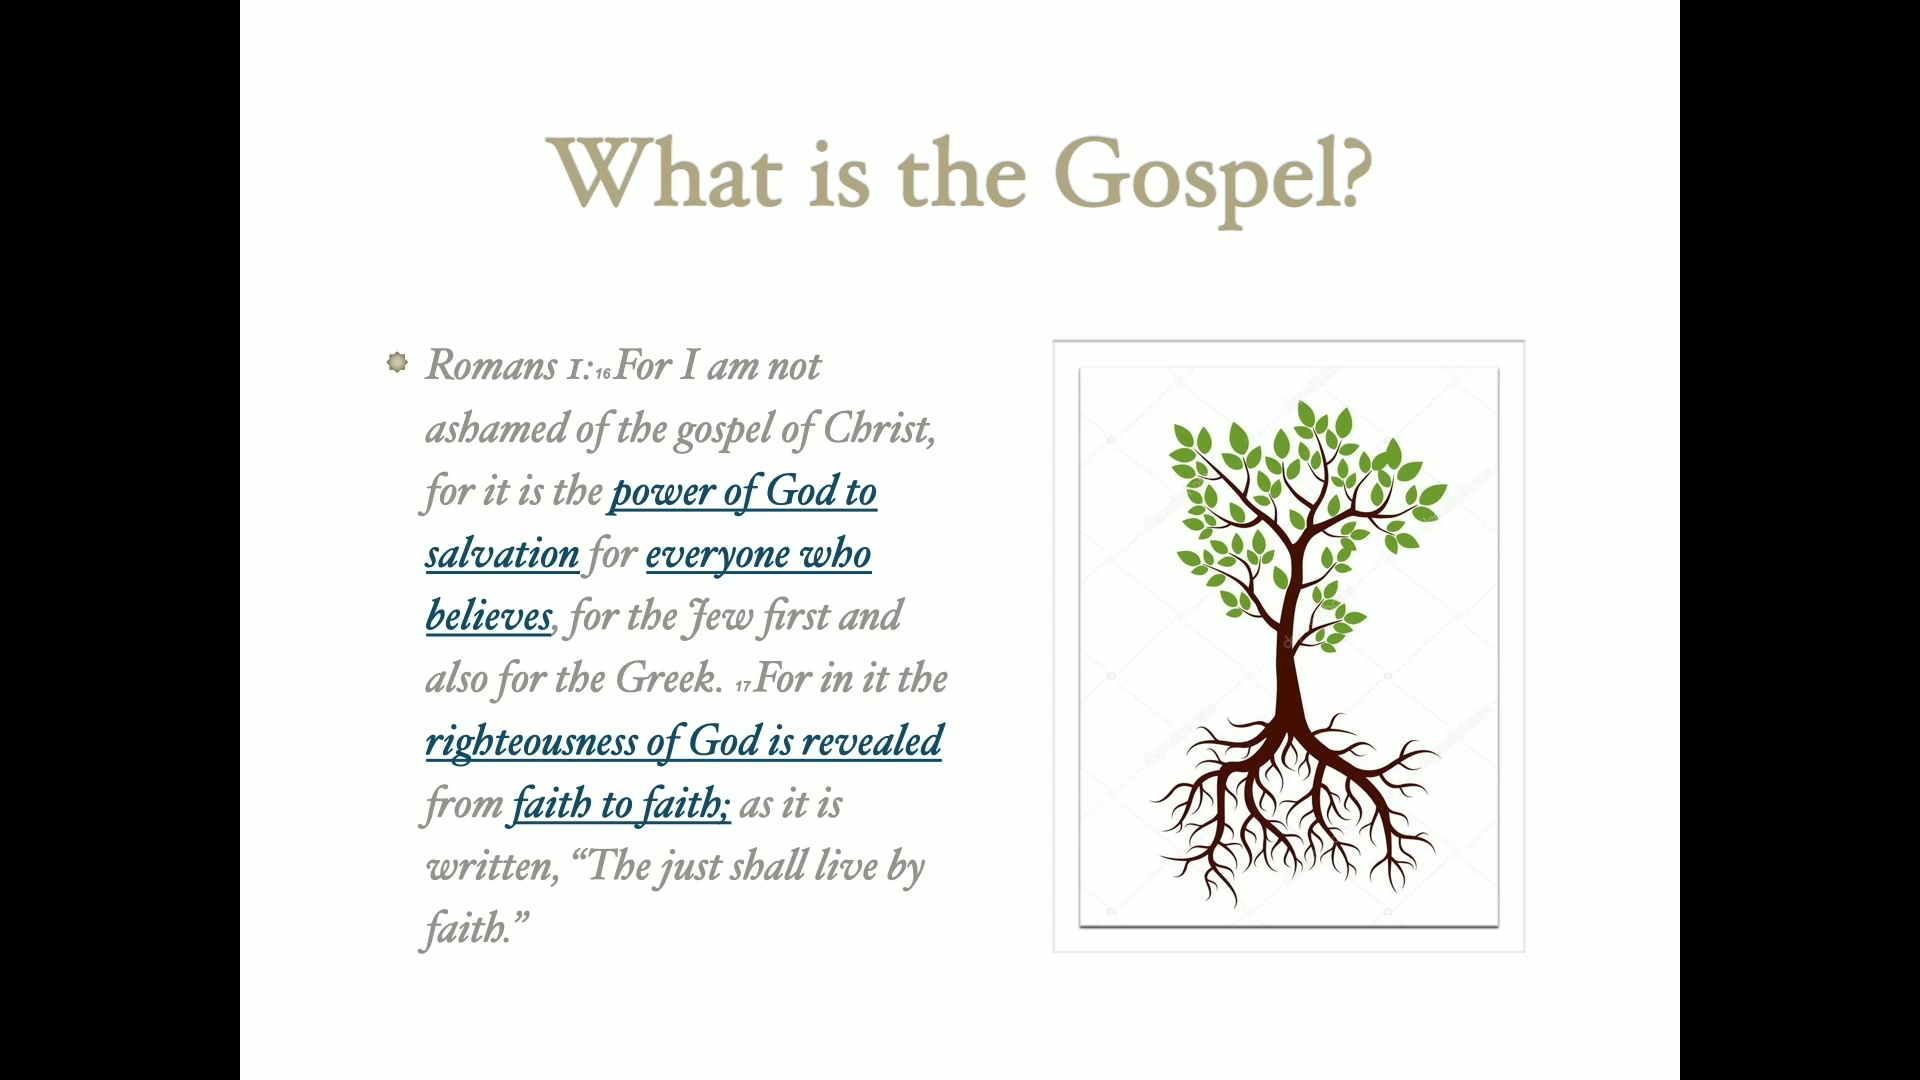 What is the Gospel?
Romans 1:16For I am not
ashamed of the gospel of Christ,
for it is the power of God to
salvation for everyone who
believes, for the Jew first and
also for the Greek. 17For in it the
righteousness of God is revealed
from faith to faith; as it is
written, “The just shall live by
faith.”